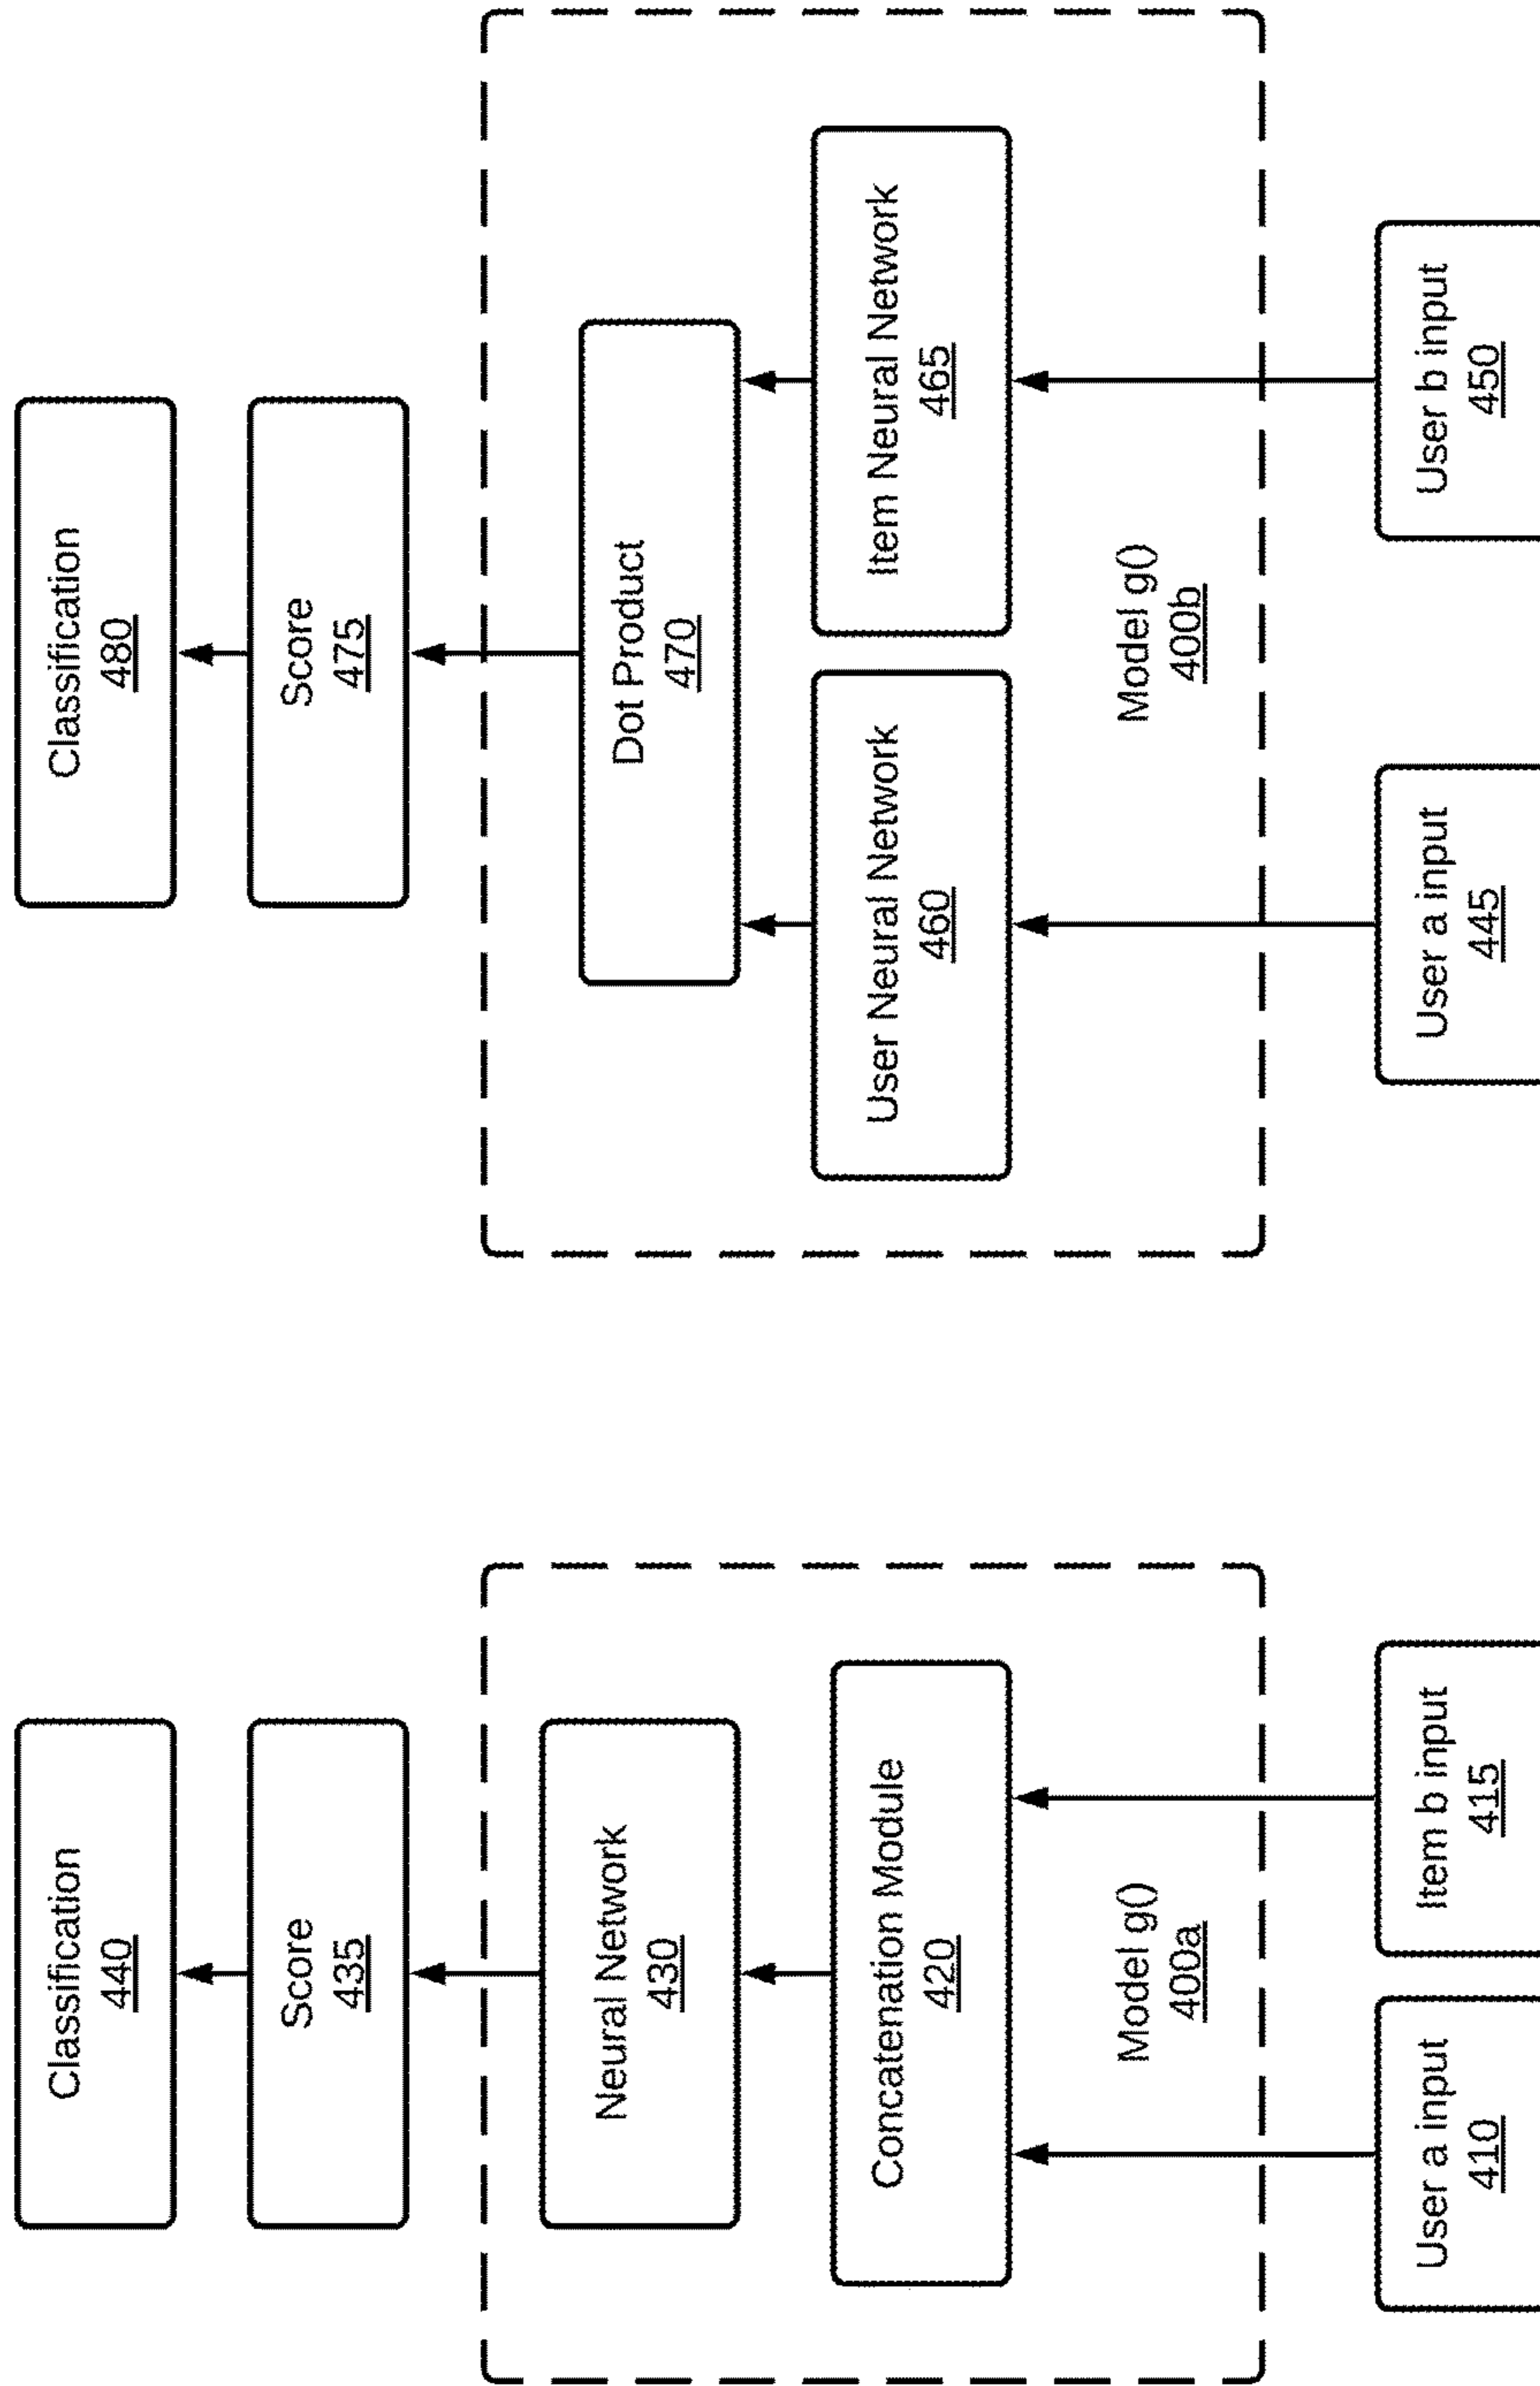 Classification
440
Score
435
Neural Network
430
Concatenation Module
420
Model g()
400a
User a input
410
Item b input
415
Classification
480
Score
475
Dot Product
470
User Neural Network
460
Item Neural Network
465
Model g()
400b
User a input
445
User b input
450